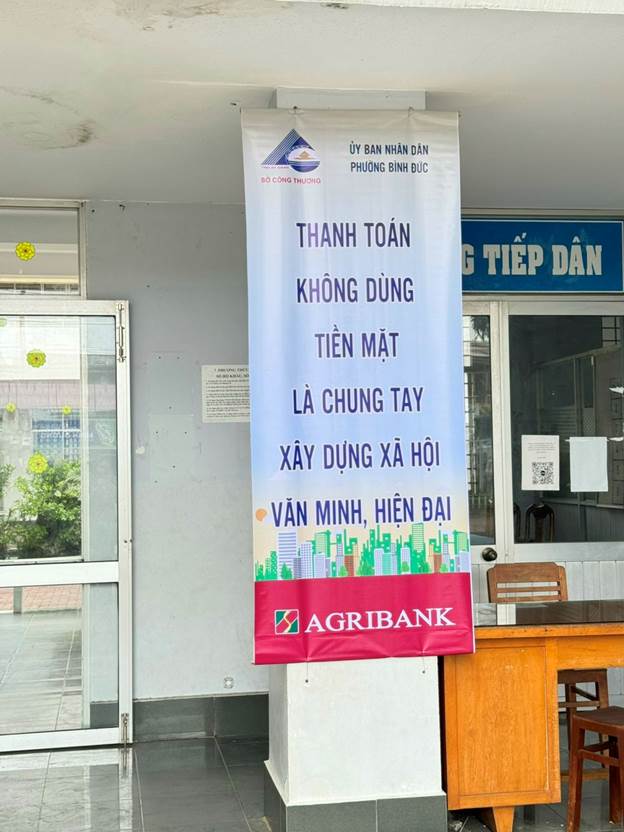 ỦY BAN NHÂN DÂN
PHƯỜNG BÌNH ĐỨC
SỞ CÔNG THƯƠNG
THANH TOÁN
KHÔNG DÙNG
TIỀN MẶT
LÀ CHUNG TAY
XÂY DỰNG XÃ HỘI
VĂN MINH, HIỆN ĐẠI
AGRIBANK
G TIẾP DÂN